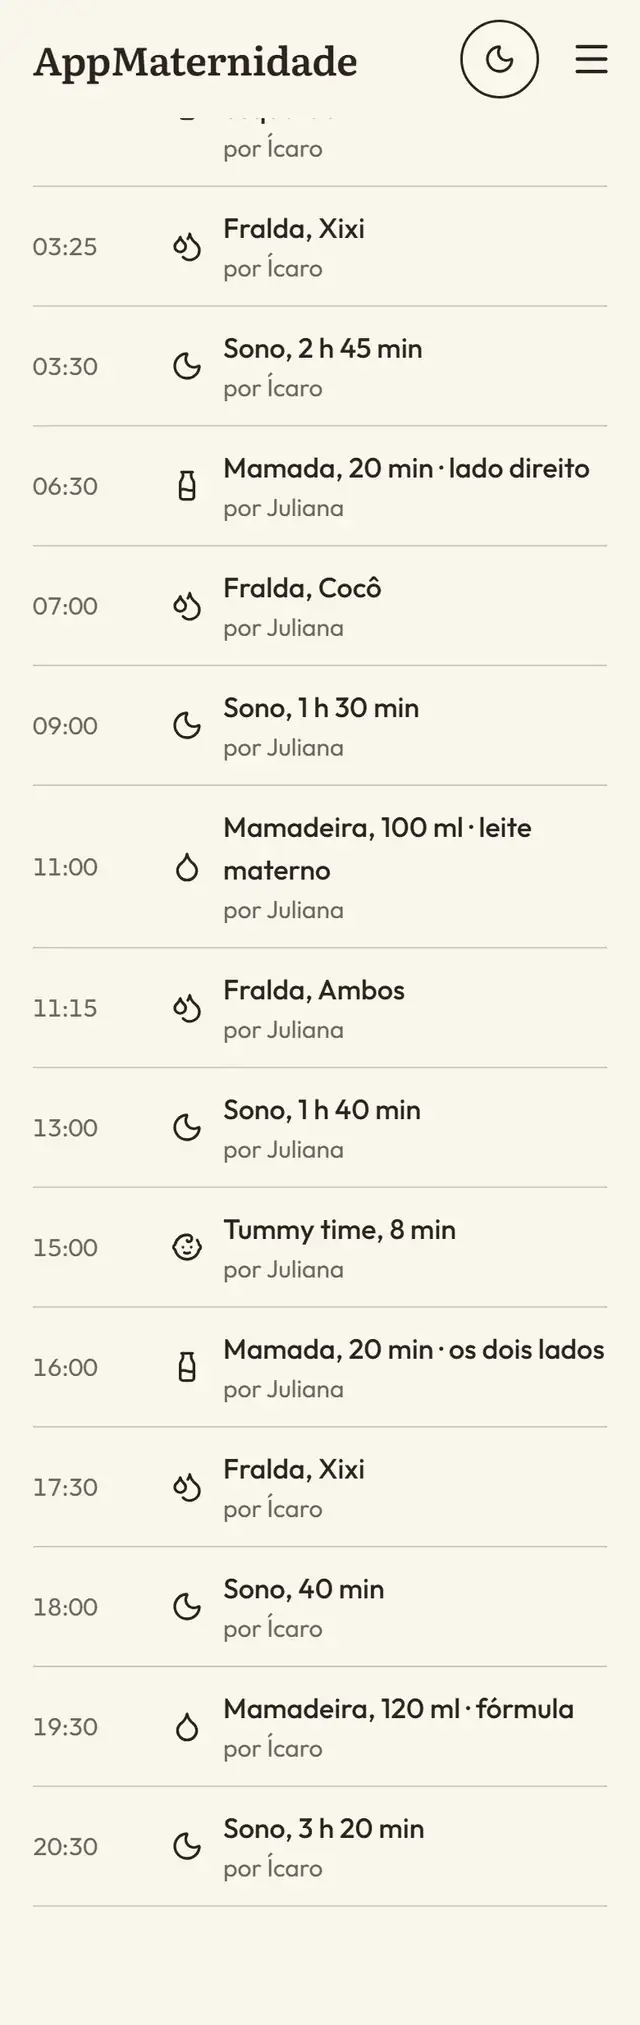 AppMaternidade
por Ícaro
03:25
Fralda, Xixi
por Ícaro
03:30
Sono, 2 h 45 min
por Ícaro
06:30
Mamada, 20 min · lado direito
por Juliana
07:00
Fralda, Cocô
por Juliana
09:00
Sono, 1 h 30 min
por Juliana
11:00
Mamadeira, 100 ml · leite
materno
por Juliana
11:15
Fralda, Ambos
por Juliana
13:00
Sono, 1 h 40 min
por Juliana
15:00
Tummy time, 8 min
por Juliana
16:00
Mamada, 20 min · os dois lados
por Juliana
17:30
Fralda, Xixi
por Ícaro
18:00
Sono, 40 min
por Ícaro
19:30
Mamadeira, 120 ml · fórmula
por Ícaro
20:30
Sono, 3 h 20 min
por Ícaro